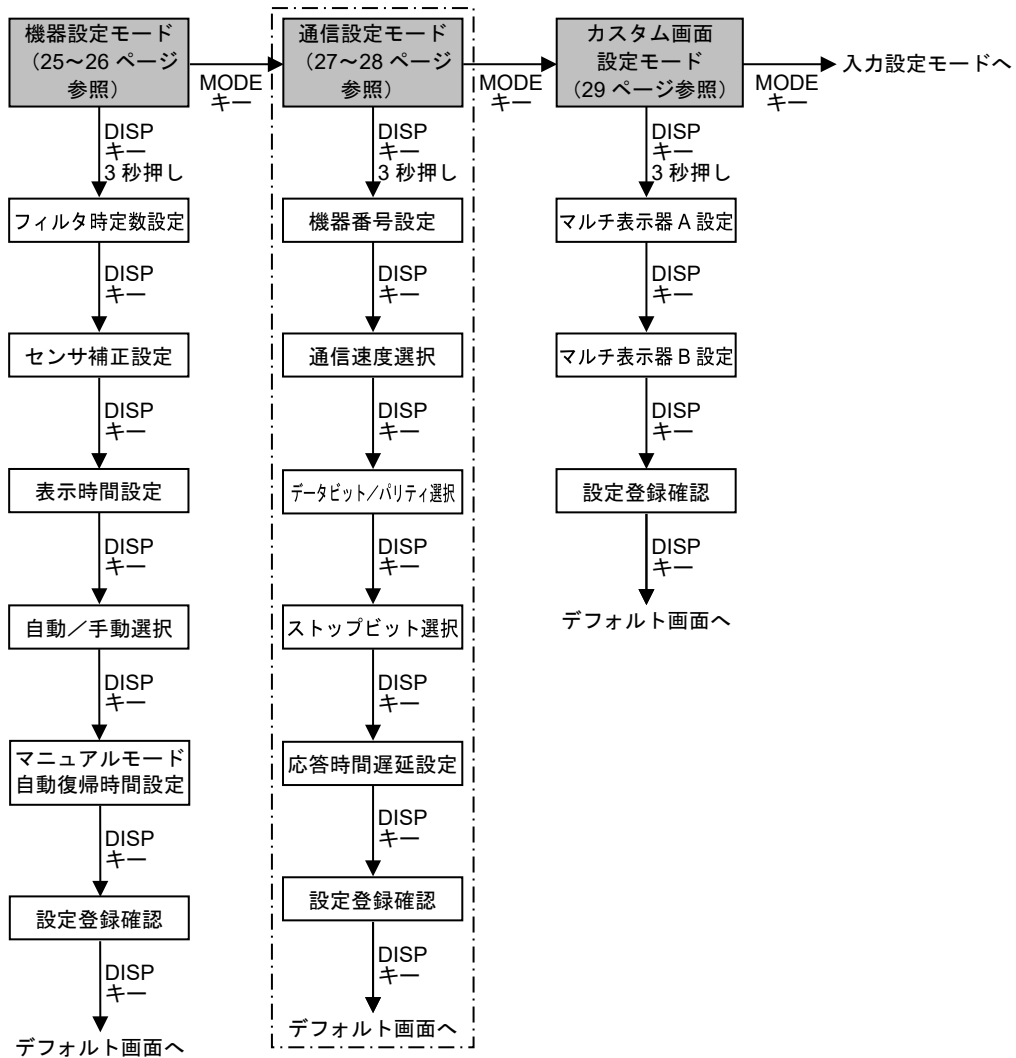 機器設定モード
（25～26 ページ
参照）
MODE
キー
通信設定モード
（27～28 ページ
参照）
MODE
キー
カスタム画面
設定モード
（29 ページ参照）
MODE
キー
入力設定モードへ
DISP
キー
3 秒押し
フィルタ時定数設定
DISP
キー
センサ補正設定
DISP
キー
表示時間設定
DISP
キー
自動／手動選択
DISP
キー
マニュアルモード
自動復帰時間設定
DISP
キー
設定登録確認
DISP
キー
デフォルト画面へ
DISP
キー
3 秒押し
機器番号設定
DISP
キー
通信速度選択
DISP
キー
データビット／パリティ選択
DISP
キー
ストップビット選択
DISP
キー
応答時間遅延設定
DISP
キー
設定登録確認
DISP
キー
デフォルト画面へ
DISP
キー
3 秒押し
マルチ表示器 A 設定
DISP
キー
マルチ表示器 B 設定
DISP
キー
設定登録確認
DISP
キー
デフォルト画面へ